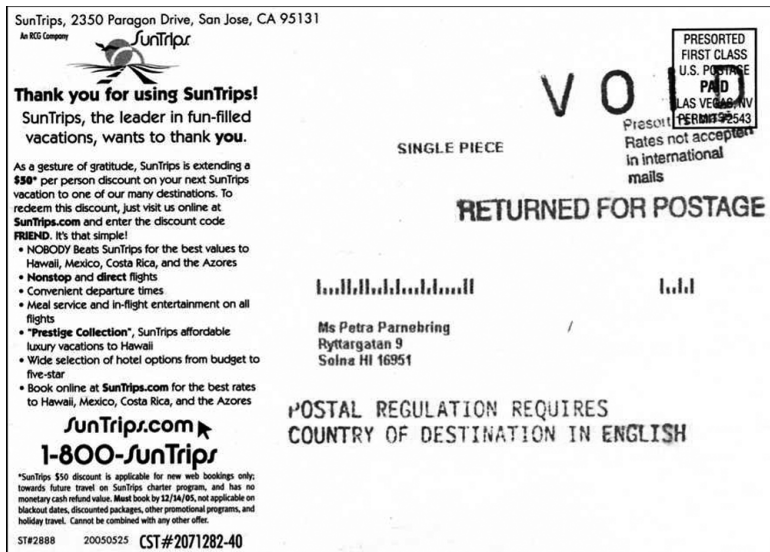 SunTrips, 2350 Paragon Drive, San Jose, CA 95131
An RCG Company
SunTrips
Thank you for using SunTrips!
SunTrips, the leader in fun-filled
vacations, wants to thank you.
As a gesture of gratitude, SunTrips is extending a
$50* per person discount on your next SunTrips
vacation to one of our many destinations. To
redeem this discount, just visit us online at
SunTrips.com and enter the discount code
FRIEND. It's that simple!
• NOBODY Beats SunTrips for the best values to
Hawaii, Mexico, Costa Rica, and the Azores
• Nonstop and direct flights
• Convenient departure times
• Meal service and in-flight entertainment on all
flights
• "Prestige Collection", SunTrips affordable
luxury vacations to Hawaii
• Wide selection of hotel options from budget to
five-star
• Book online at SunTrips.com for the best rates
to Hawaii, Mexico, Costa Rica, and the Azores
SunTrips.com
1-800-SunTrips
*SunTrips $50 discount is applicable for new web bookings only;
towards future travel on SunTrips charter program, and has no
monetary cash refund value. Must book by 12/14/05, not applicable on
blackout dates, discounted packages, other promotional programs, and
holiday travel. Cannot be combined with any other offer.
ST#2888 20050525 CST#2071282-40
PRESORTED
FIRST CLASS
U.S. POSTAGE
PAID
LAS VEGAS, NV
PERMIT #2543
VOID
Presort
Rates not accepted
in international
mails
SINGLE PIECE
RETURNED FOR POSTAGE
Ms Petra Parnebring
Ryttargatan 9
Solna HI 16951
POSTAL REGULATION REQUIRES
COUNTRY OF DESTINATION IN ENGLISH